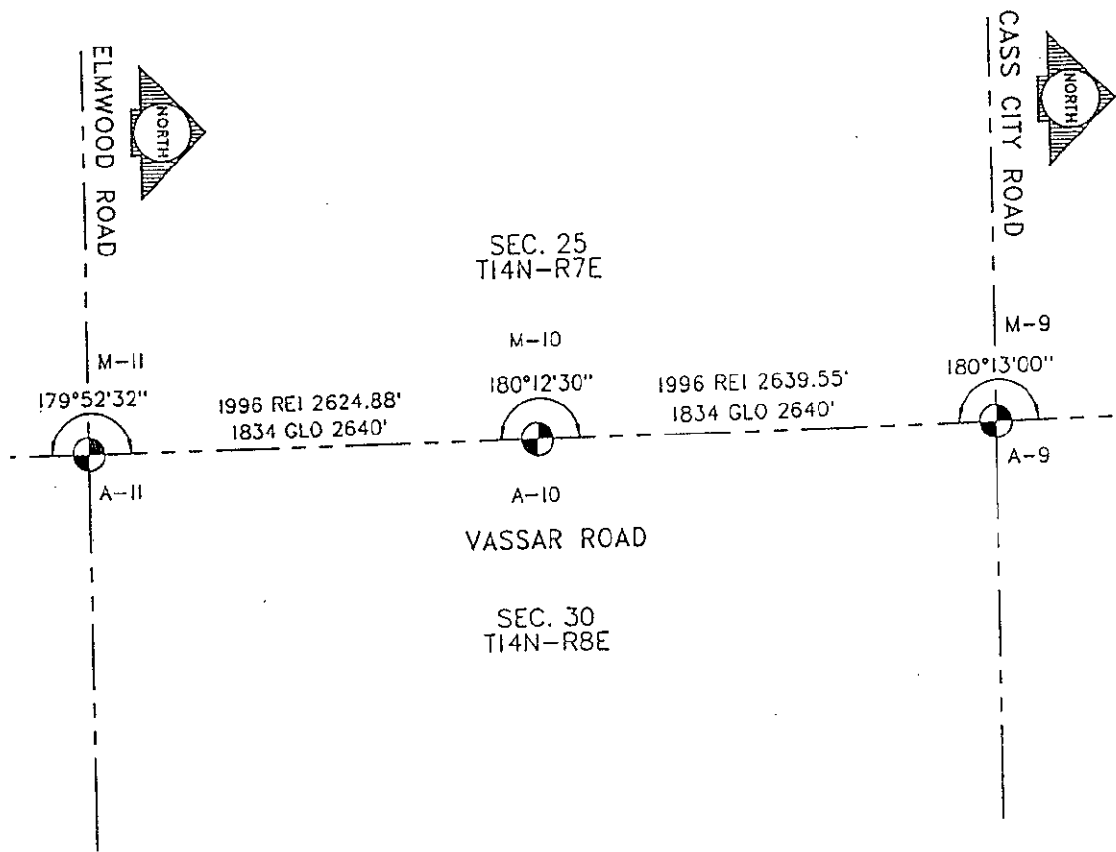 ELMWOOD ROAD
NORTH
CASS CITY ROAD
NORTH
SEC. 25
T14N-R7E
M-11
M-10
M-9
179°52'32"
1996 REI 2624.88'
1834 GLO 2640'
180°12'30"
1996 REI 2639.55'
1834 GLO 2640'
180°13'00"
A-11
A-10
A-9
VASSAR ROAD
SEC. 30
T14N-R8E